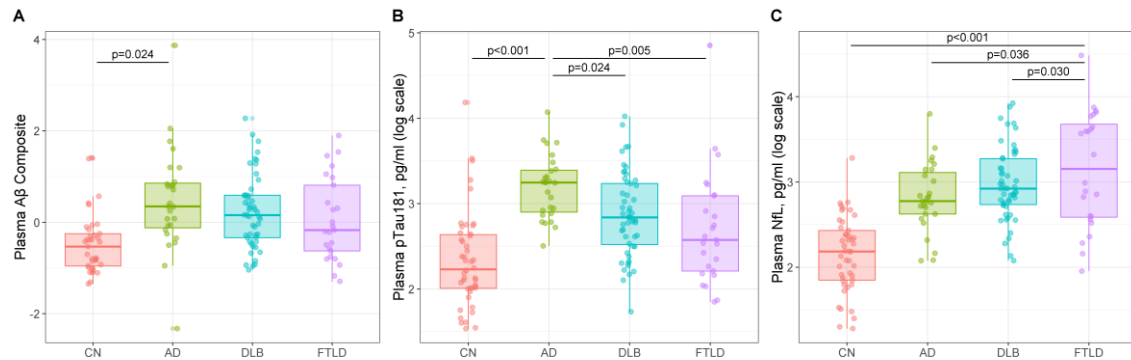 A
Plasma Aβ Composite
4
2
0
-2
p=0.024
CN AD DLB FTLD
B
Plasma pTau181, pg/ml (log scale)
5
4
3
2
p<0.001
p=0.005
p=0.024
CN AD DLB FTLD
C
Plasma NfL, pg/ml (log scale)
4
3
2
p<0.001
p=0.036
p=0.030
CN AD DLB FTLD